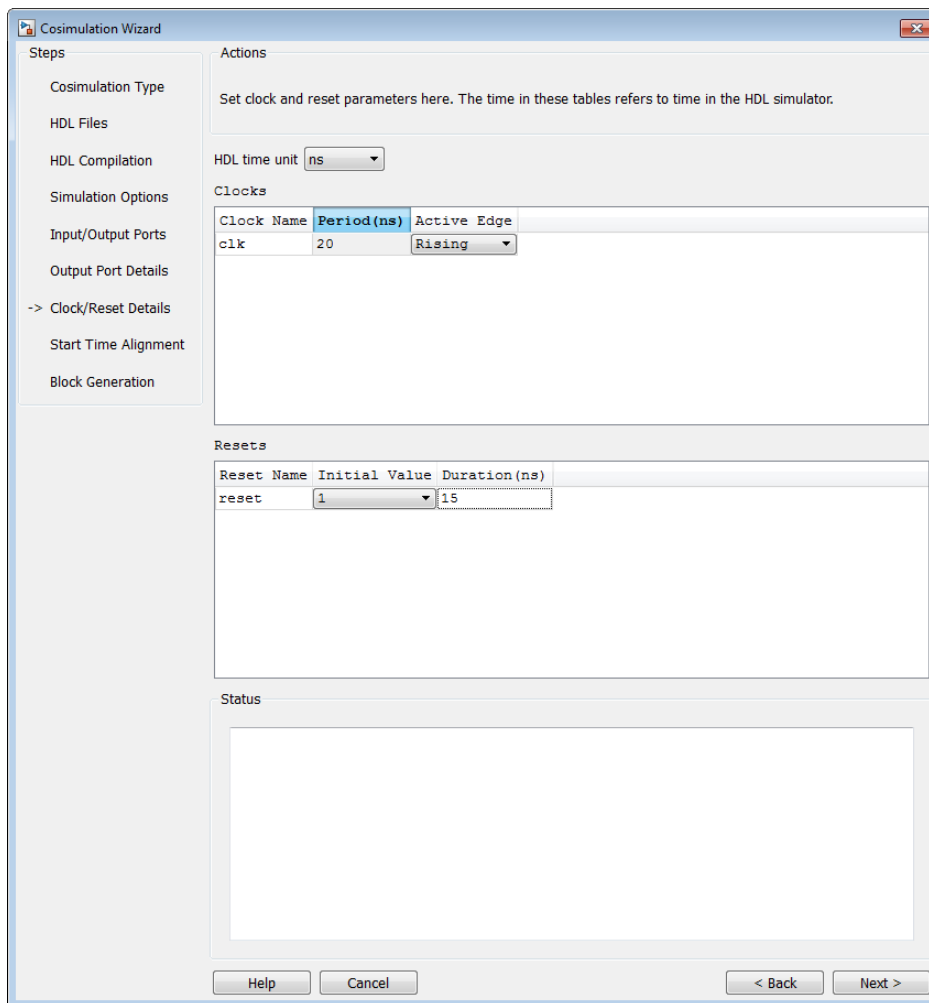 Cosimulation Wizard
Steps
Cosimulation Type
HDL Files
HDL Compilation
Simulation Options
Input/Output Ports
Output Port Details
-> Clock/Reset Details
Start Time Alignment
Block Generation
Actions
Set clock and reset parameters here. The time in these tables refers to time in the HDL simulator.
HDL time unit ns
Clocks
Clock Name Period(ns) Active Edge
clk 20 Rising
Resets
Reset Name Initial Value Duration(ns)
reset 1 15
Status
Help Cancel < Back Next >